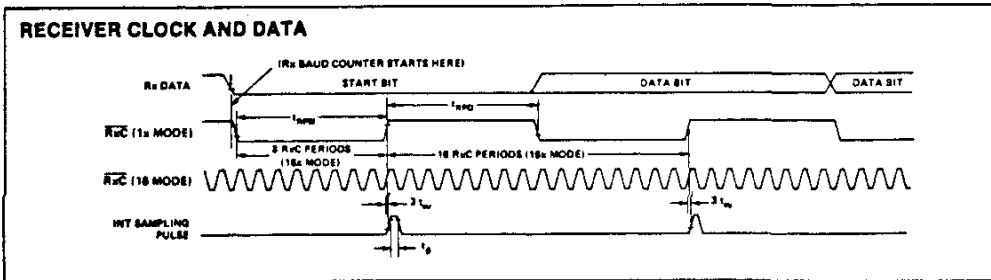 RECEIVER CLOCK AND DATA
(Rx BAUD COUNTER STARTS HERE)
Rx DATA
START BIT
DATA BIT
DATA BIT
tRPW
tRPD
RxC (1x MODE)
8 RxC PERIODS
(16x MODE)
16 RxC PERIODS (16x MODE)
RxC (16 MODE)
3 tCY
3 tCY
INT SAMPLING
PULSE
tφ